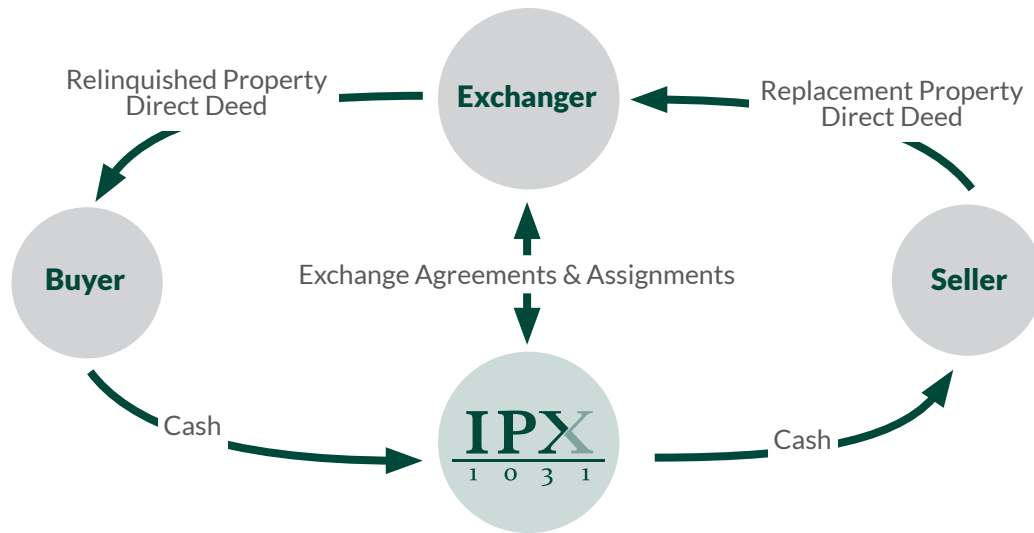 Exchanger
Relinquished Property
Direct Deed
Replacement Property
Direct Deed
Buyer
Exchange Agreements & Assignments
Seller
Cash
IPX
1031
Cash